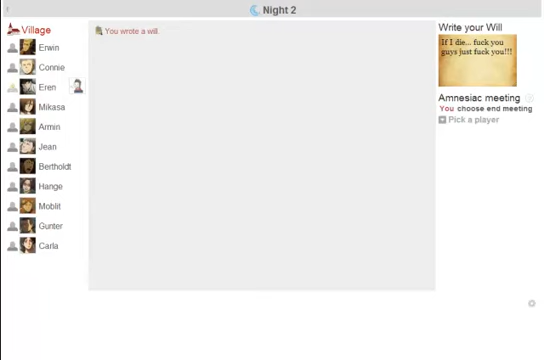 Night 2
Village
Erwin
Connie
Eren
Mikasa
Armin
Jean
Bertholdt
Hange
Moblit
Gunter
Carla
You wrote a will.
Write your Will
If I die... fuck you
guys just fuck you!!!
Amnesiac meeting
You choose end meeting
Pick a player